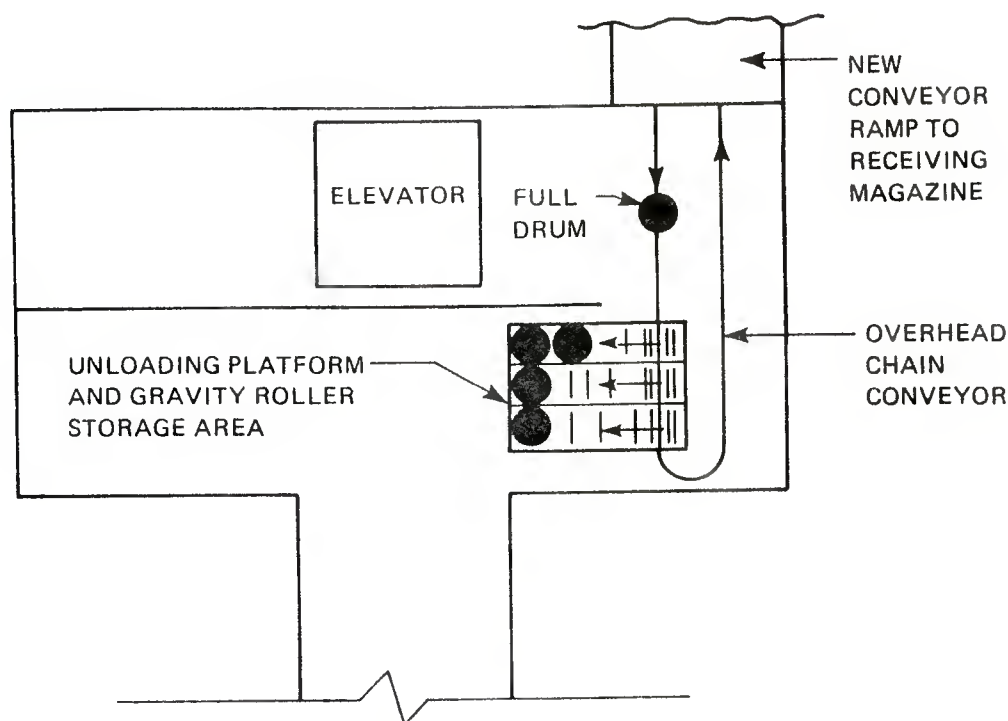 NEW
CONVEYOR
RAMP TO
RECEIVING
MAGAZINE
ELEVATOR
FULL
DRUM
UNLOADING PLATFORM
AND GRAVITY ROLLER
STORAGE AREA
OVERHEAD
CHAIN
CONVEYOR